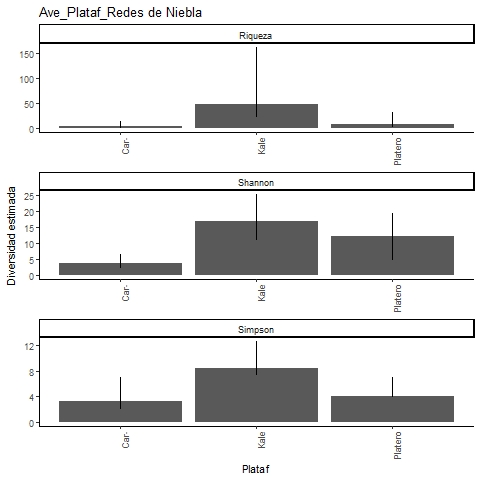 Ave_Plataf_Redes de Niebla
Riqueza
150
100
50
0
Car-
Kale
Platero
Shannon
25
20
15
10
5
0
Car-
Kale
Platero
Simpson
12
8
4
0
Car-
Kale
Platero
Diversidad estimada
Plataf